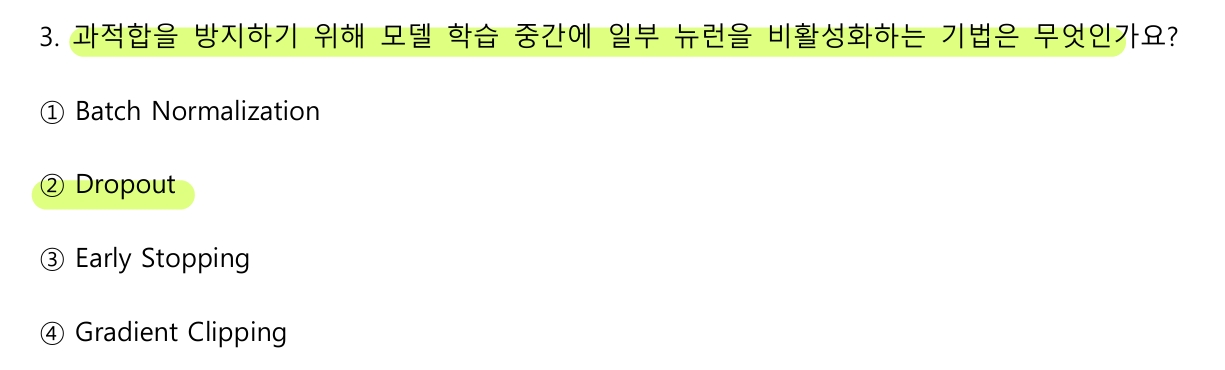 3. 과적합을 방지하기 위해 모델 학습 중간에 일부 뉴런을 비활성화하는 기법은 무엇인가요?
① Batch Normalization
② Dropout
③ Early Stopping
④ Gradient Clipping